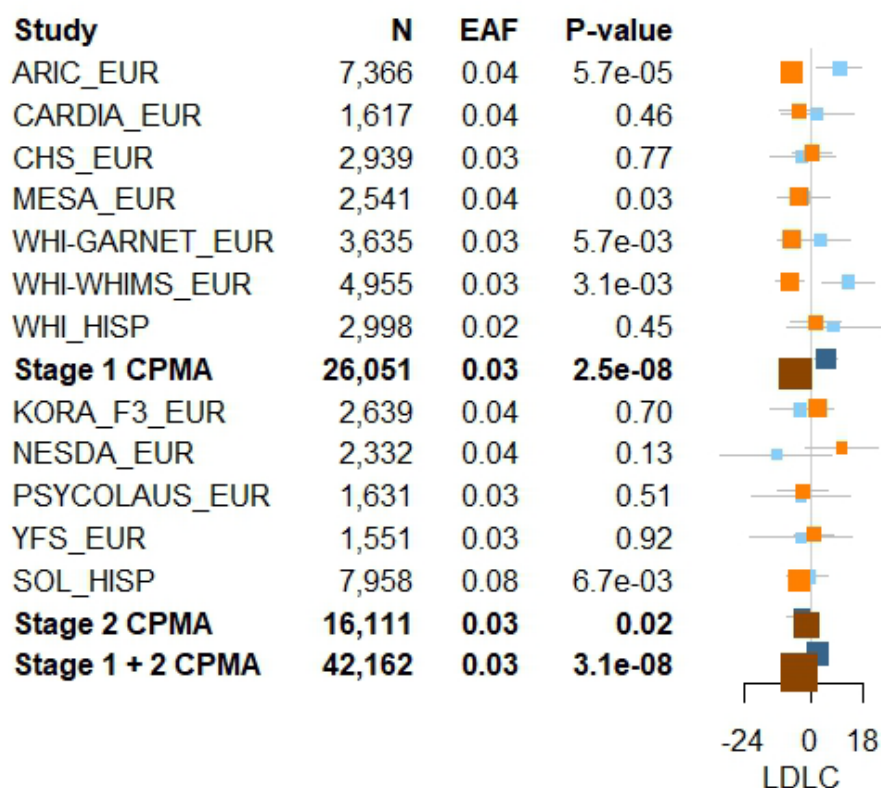 Study N EAF P-value
ARIC_EUR 7,366 0.04 5.7e-05
CARDIA_EUR 1,617 0.04 0.46
CHS_EUR 2,939 0.03 0.77
MESA_EUR 2,541 0.04 0.03
WHI-GARNET_EUR 3,635 0.03 5.7e-03
WHI-WHIMS_EUR 4,955 0.03 3.1e-03
WHI_HISP 2,998 0.02 0.45
Stage 1 CPMA 26,051 0.03 2.5e-08
KORA_F3_EUR 2,639 0.04 0.70
NESDA_EUR 2,332 0.04 0.13
PSYCOLAUS_EUR 1,631 0.03 0.51
YFS_EUR 1,551 0.03 0.92
SOL_HISP 7,958 0.08 6.7e-03
Stage 2 CPMA 16,111 0.03 0.02
Stage 1 + 2 CPMA 42,162 0.03 3.1e-08
-24 0 18
LDLC